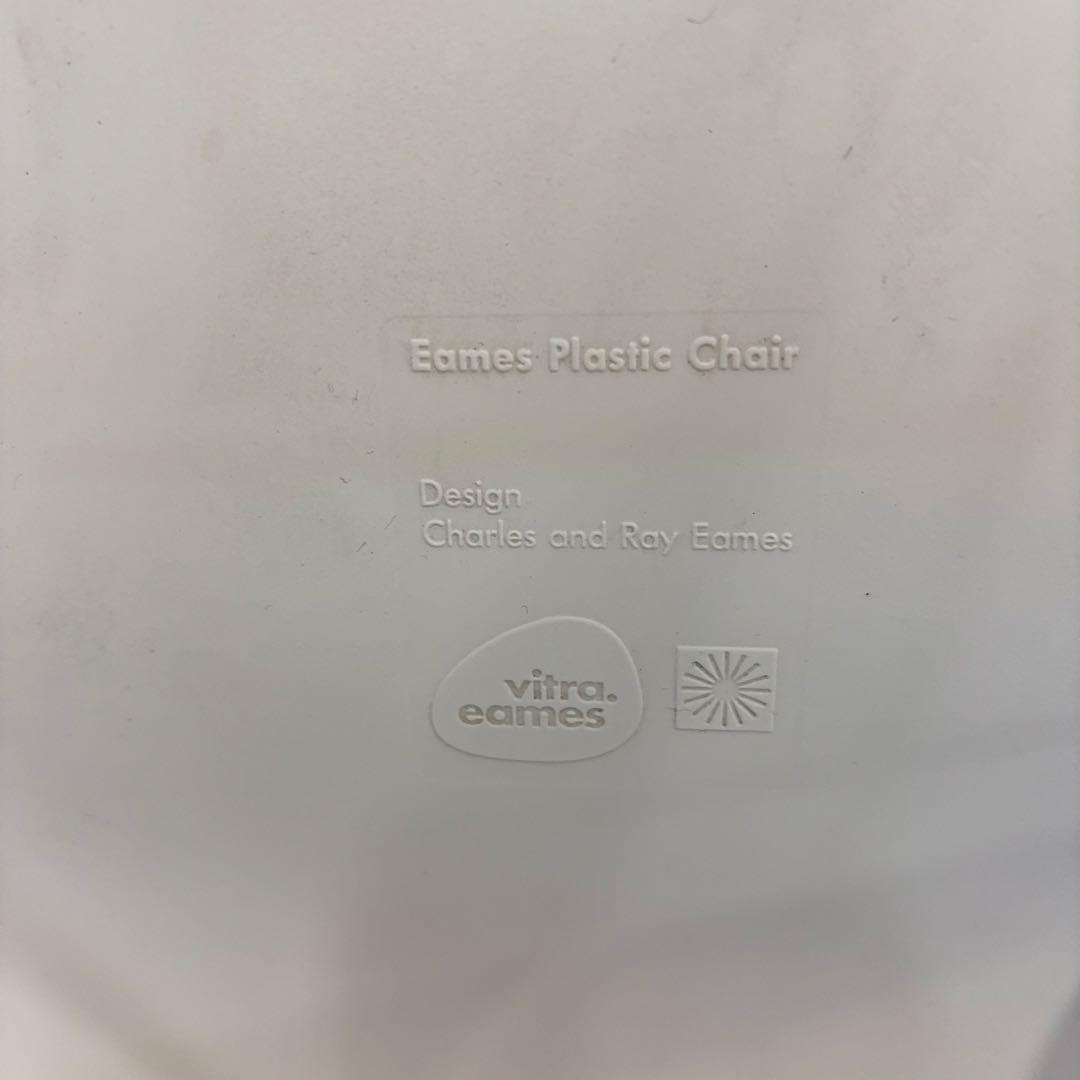 Eames Plastic Chair
Design
Charles and Ray Eames
vitra.
eames